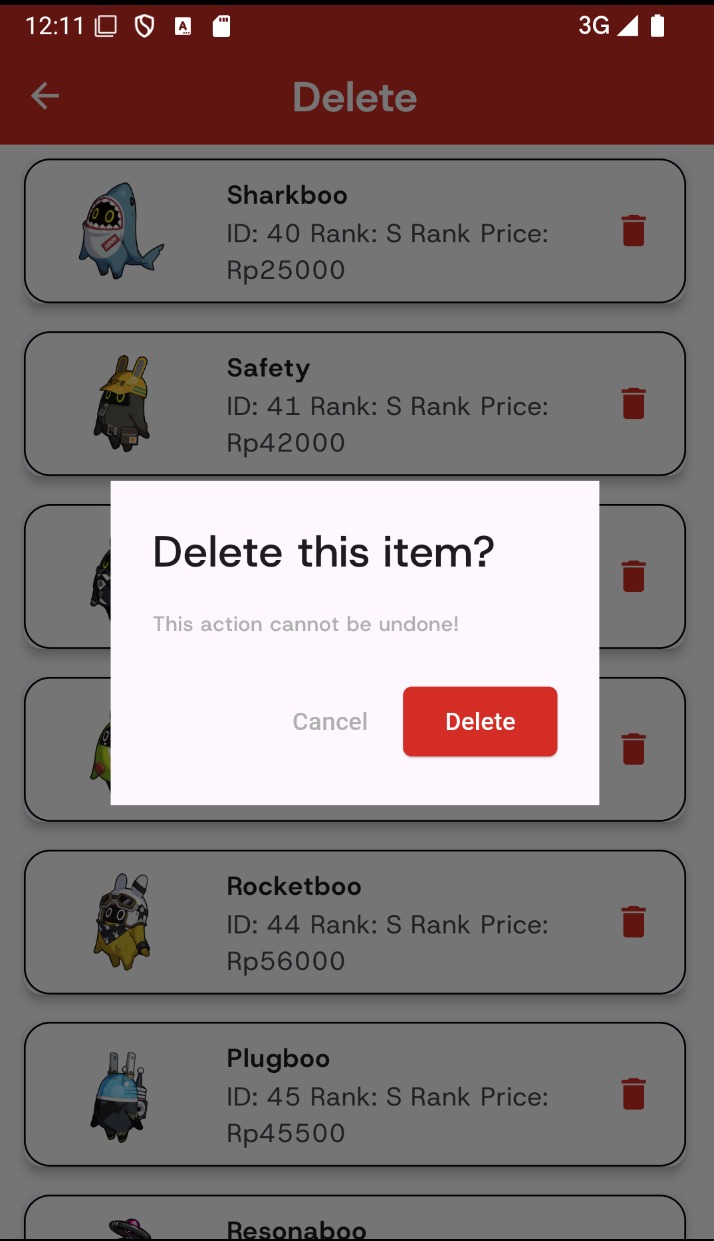 12:11
3G
Delete
Sharkboo
ID: 40 Rank: S Rank Price:
Rp25000
Safety
ID: 41 Rank: S Rank Price:
Rp42000
Delete this item?
This action cannot be undone!
Cancel
Delete
Rocketboo
ID: 44 Rank: S Rank Price:
Rp56000
Plugboo
ID: 45 Rank: S Rank Price:
Rp45500
Resonaboo